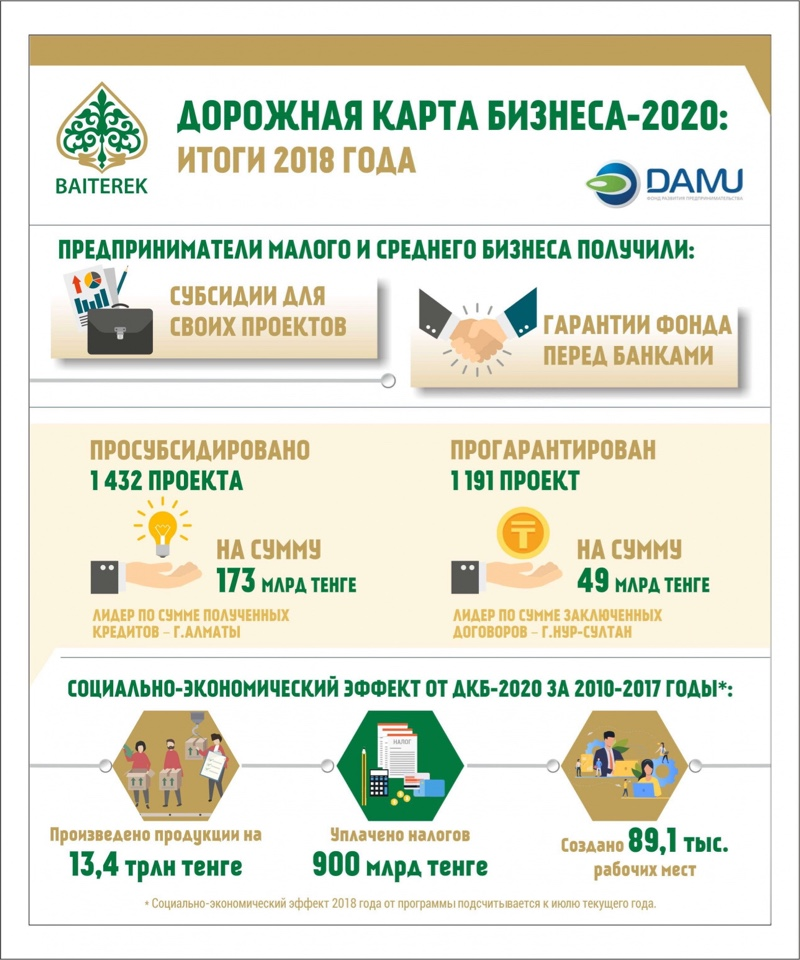 ДОРОЖНАЯ КАРТА БИЗНЕСА-2020:
ИТОГИ 2018 ГОДА
BAITEREK
DAMU
ФОНД РАЗВИТИЯ ПРЕДПРИНИМАТЕЛЬСТВА
ПРЕДПРИНИМАТЕЛИ МАЛОГО И СРЕДНЕГО БИЗНЕСА ПОЛУЧИЛИ:
СУБСИДИИ ДЛЯ
СВОИХ ПРОЕКТОВ
ГАРАНТИИ ФОНДА
ПЕРЕД БАНКАМИ
ПРОСУБСИДИРОВАНО
1 432 ПРОЕКТА
НА СУММУ
173 МЛРД ТЕНГЕ
ЛИДЕР ПО СУММЕ ПОЛУЧЕННЫХ
КРЕДИТОВ – Г.АЛМАТЫ
ПРОГАРАНТИРОВАН
1 191 ПРОЕКТ
НА СУММУ
49 МЛРД ТЕНГЕ
ЛИДЕР ПО СУММЕ ЗАКЛЮЧЕННЫХ
ДОГОВОРОВ – Г.НУР-СУЛТАН
СОЦИАЛЬНО-ЭКОНОМИЧЕСКИЙ ЭФФЕКТ ОТ ДКБ-2020 ЗА 2010-2017 ГОДЫ*:
НАЛОГ
Произведено продукции на
13,4 трлн тенге
Уплачено налогов
900 млрд тенге
Создано 89,1 тыс.
рабочих мест
* Социально-экономический эффект 2018 года от программы подсчитывается к июлю текущего года.